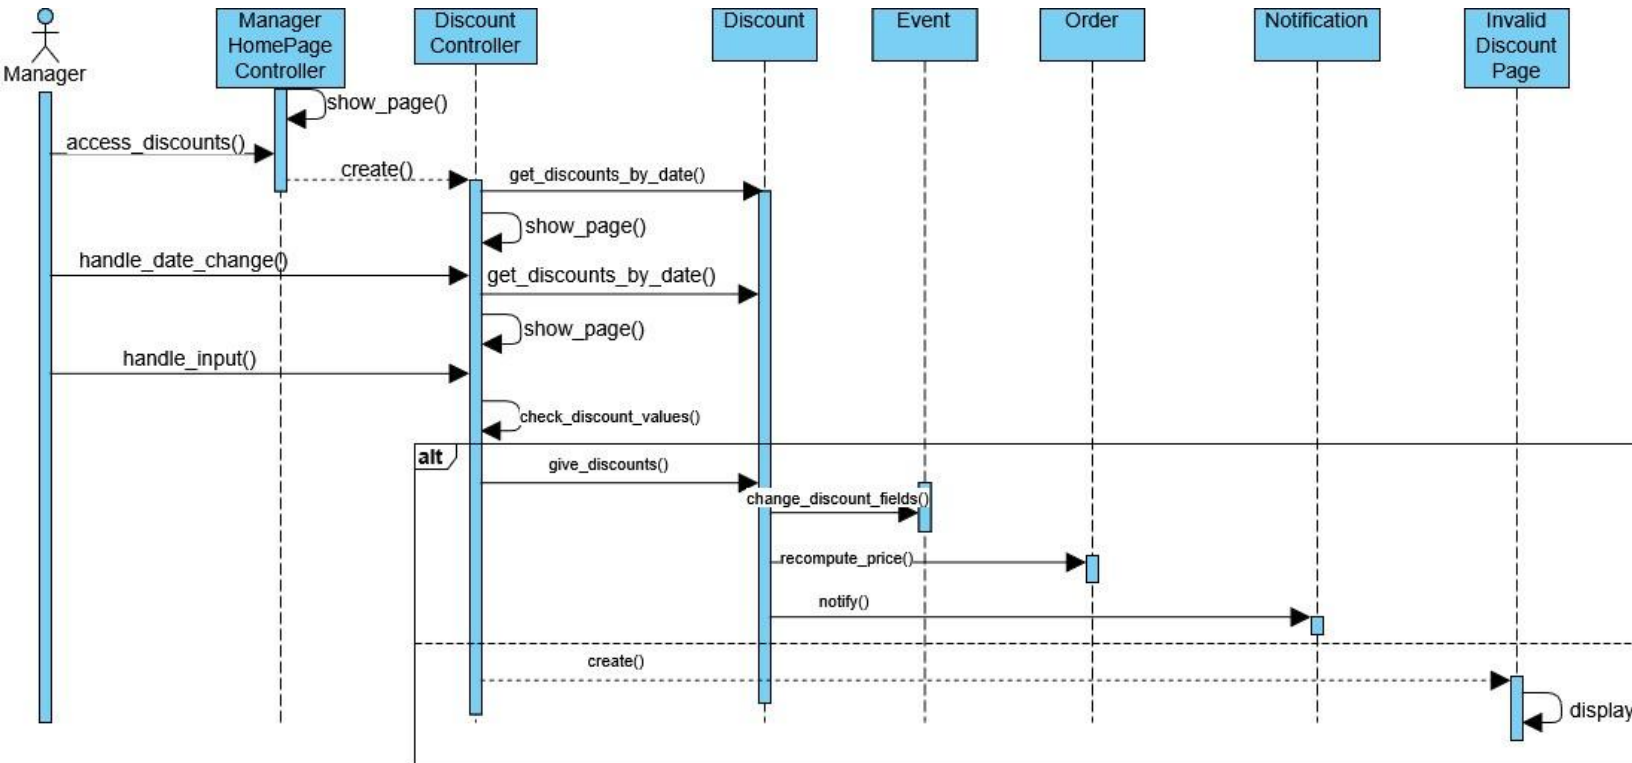 Manager
Manager
HomePage
Controller
Discount
Controller
Discount
Event
Order
Notification
Invalid
Discount
Page
show_page()
access_discounts()
create()
get_discounts_by_date()
show_page()
handle_date_change()
get_discounts_by_date()
show_page()
handle_input()
check_discount_values()
alt
give_discounts()
change_discount_fields()
recompute_price()
notify()
create()
display